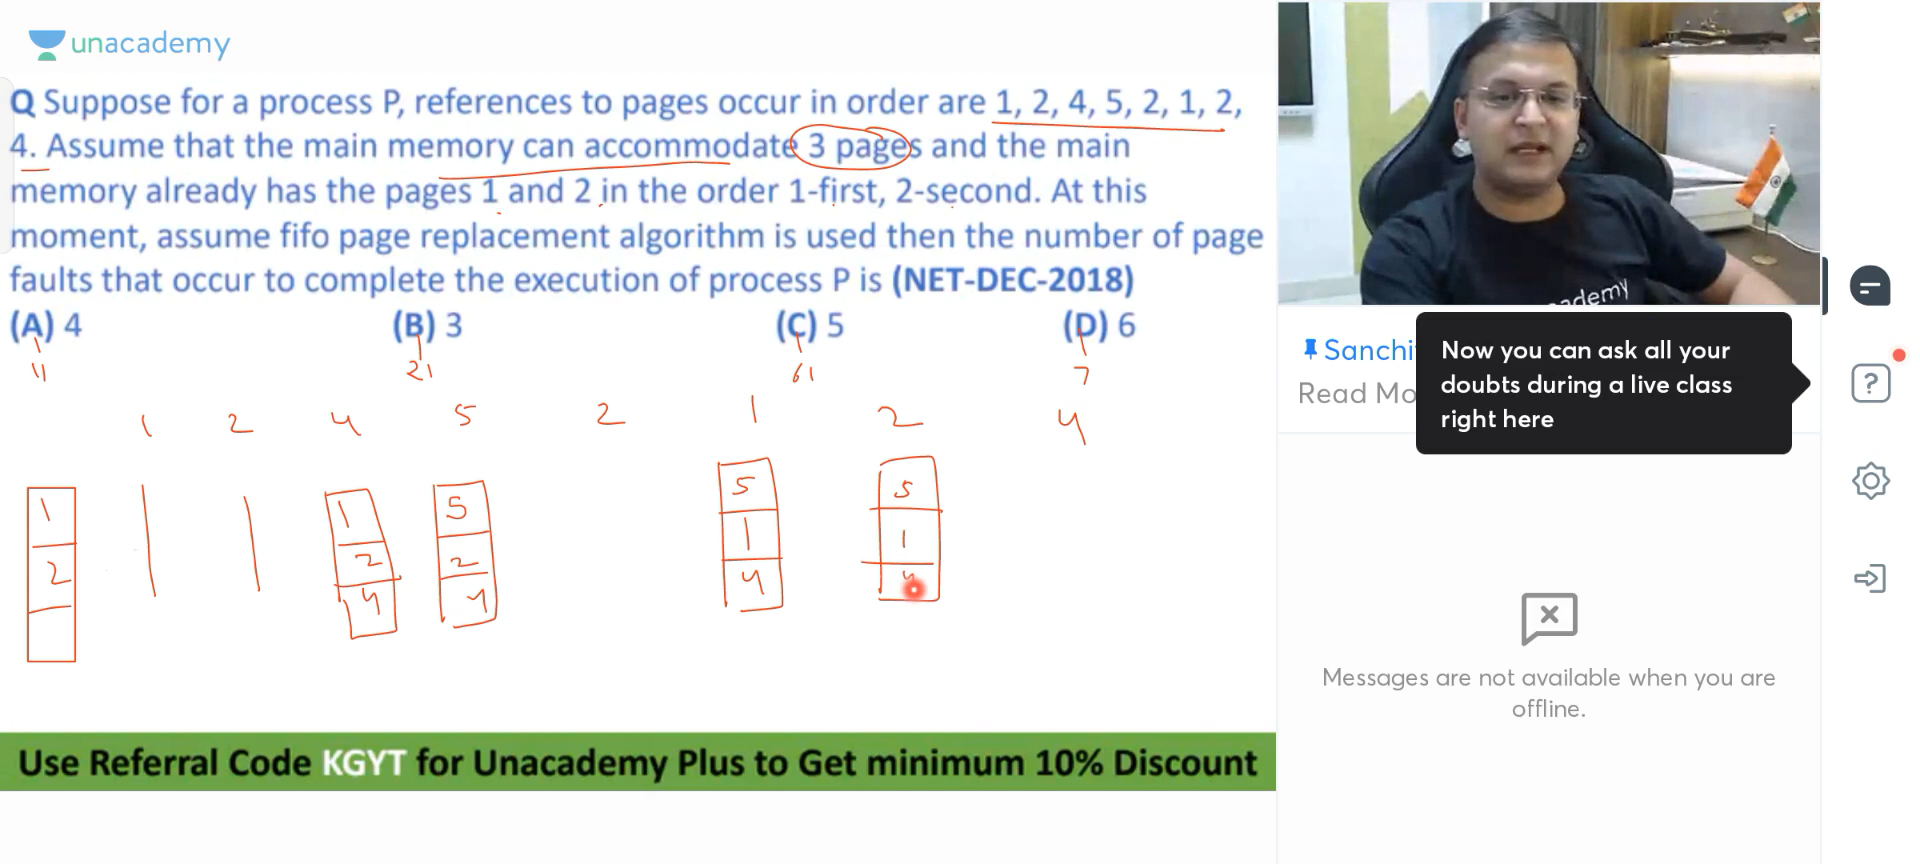 unacademy
Q Suppose for a process P, references to pages occur in order are 1, 2, 4, 5, 2, 1, 2,
4. Assume that the main memory can accommodate 3 pages and the main
memory already has the pages 1 and 2 in the order 1-first, 2-second. At this
moment, assume fifo page replacement algorithm is used then the number of page
faults that occur to complete the execution of process P is (NET-DEC-2018)
(A) 4 (B) 3 (C) 5 (D) 6
11 21 61 7
1 2 4 5 2 1 2 4
1 1 5 5 5
2 2 2 1 1
4 4 4
Use Referral Code KGYT for Unacademy Plus to Get minimum 10% Discount
ademy
Sanchi
Read Mo
Now you can ask all your
doubts during a live class
right here
?
Messages are not available when you are
offline.